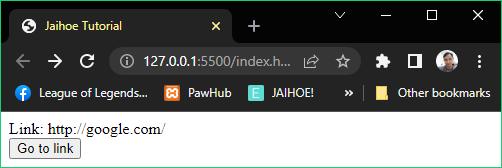 Jaihoe Tutorial
127.0.0.1:5500/index.h...
League of Legends... PawHub JAIHOE! » Other bookmarks
Link: http://google.com/
Go to link